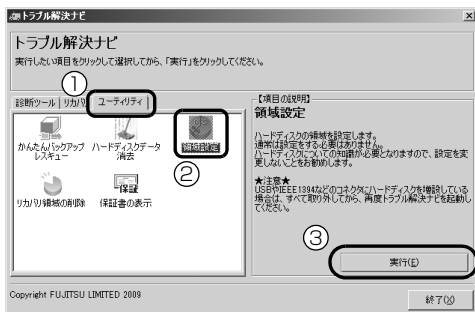 トラブル解決ナビ
トラブル解決ナビ
実行したい項目をクリックして選択してから、「実行」をクリックしてください。
①
診断ツール リカバリ ユーティリティ
かんたんバックアップ
レスキュー
ハードディスクデータ
消去
領域設定
②
リカバリ領域の削除
保証書の表示
【項目の説明】
領域設定
ハードディスクの領域を設定します。
通常は設定をする必要はありません。
ハードディスクについての知識が必要となりますので、設定を変
更しないことをお勧めします。
★注意★
USBやIEEE1394などのコネクタにハードディスクを増設している
場合は、すべて取り外してから、再度トラブル解決ナビを起動し
てください。
③
実行(E)
Copyright FUJITSU LIMITED 2009
終了(X)